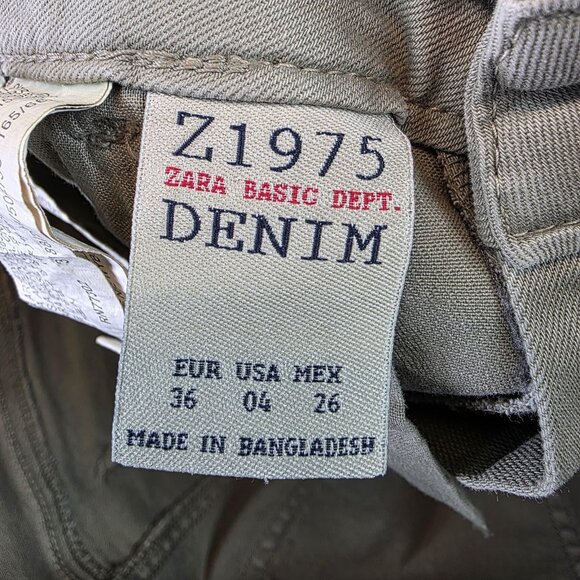 Z1975
ZARA BASIC DEPT.
DENIM
EUR USA MEX
36 04 26
MADE IN BANGLADESH